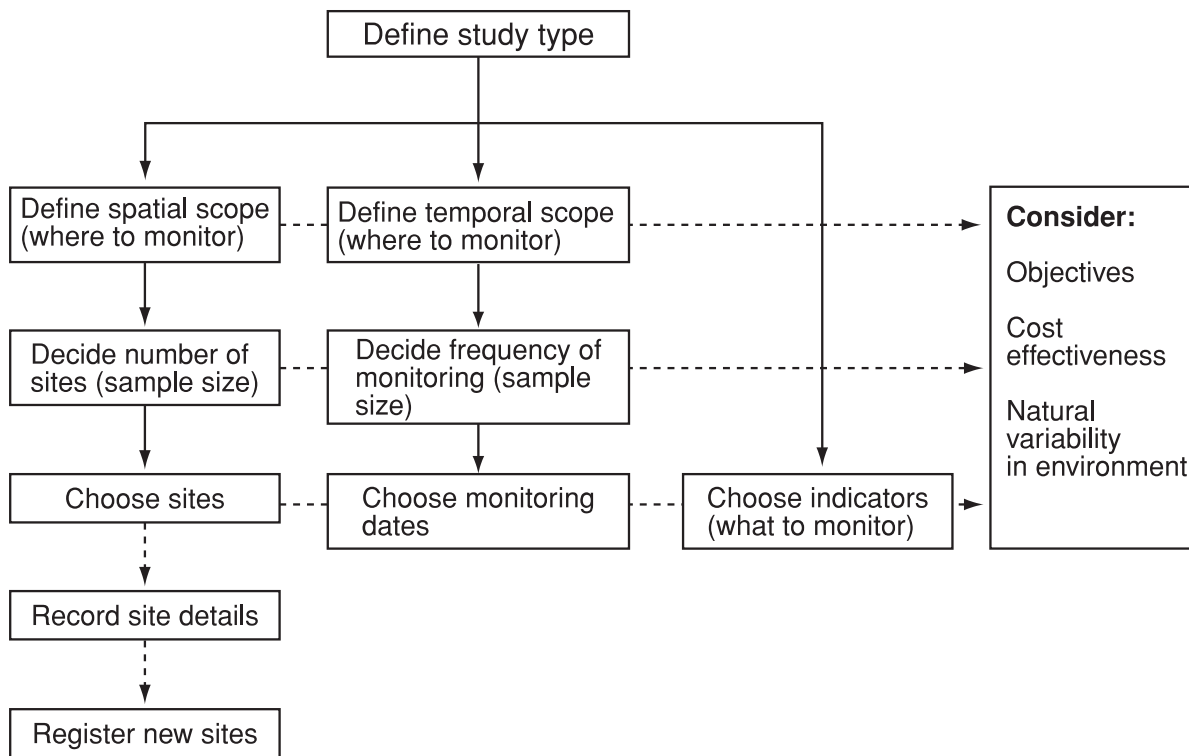 Define study type
Define spatial scope
(where to monitor)
Define temporal scope
(where to monitor)
Consider:
Objectives
Cost
effectiveness
Natural
variability
in environment
Decide number of
sites (sample size)
Decide frequency of
monitoring (sample
size)
Choose sites
Choose monitoring
dates
Choose indicators
(what to monitor)
Record site details
Register new sites